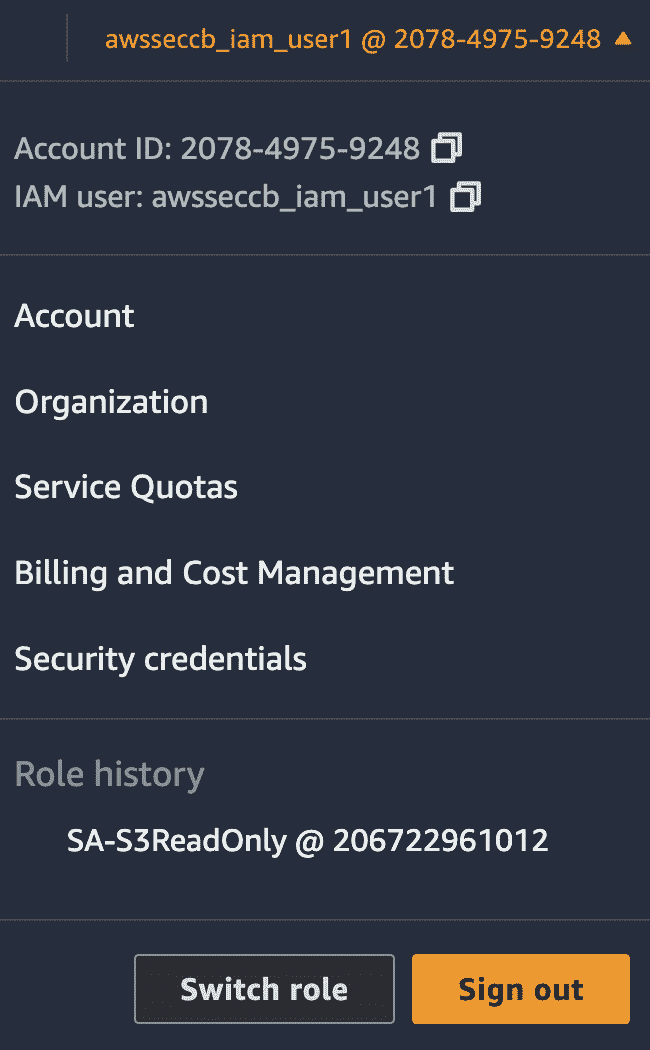 awsseccb_iam_user1 @ 2078-4975-9248
Account ID: 2078-4975-9248
IAM user: awsseccb_iam_user1
Account
Organization
Service Quotas
Billing and Cost Management
Security credentials
Role history
SA-S3ReadOnly @ 206722961012
Switch role
Sign out